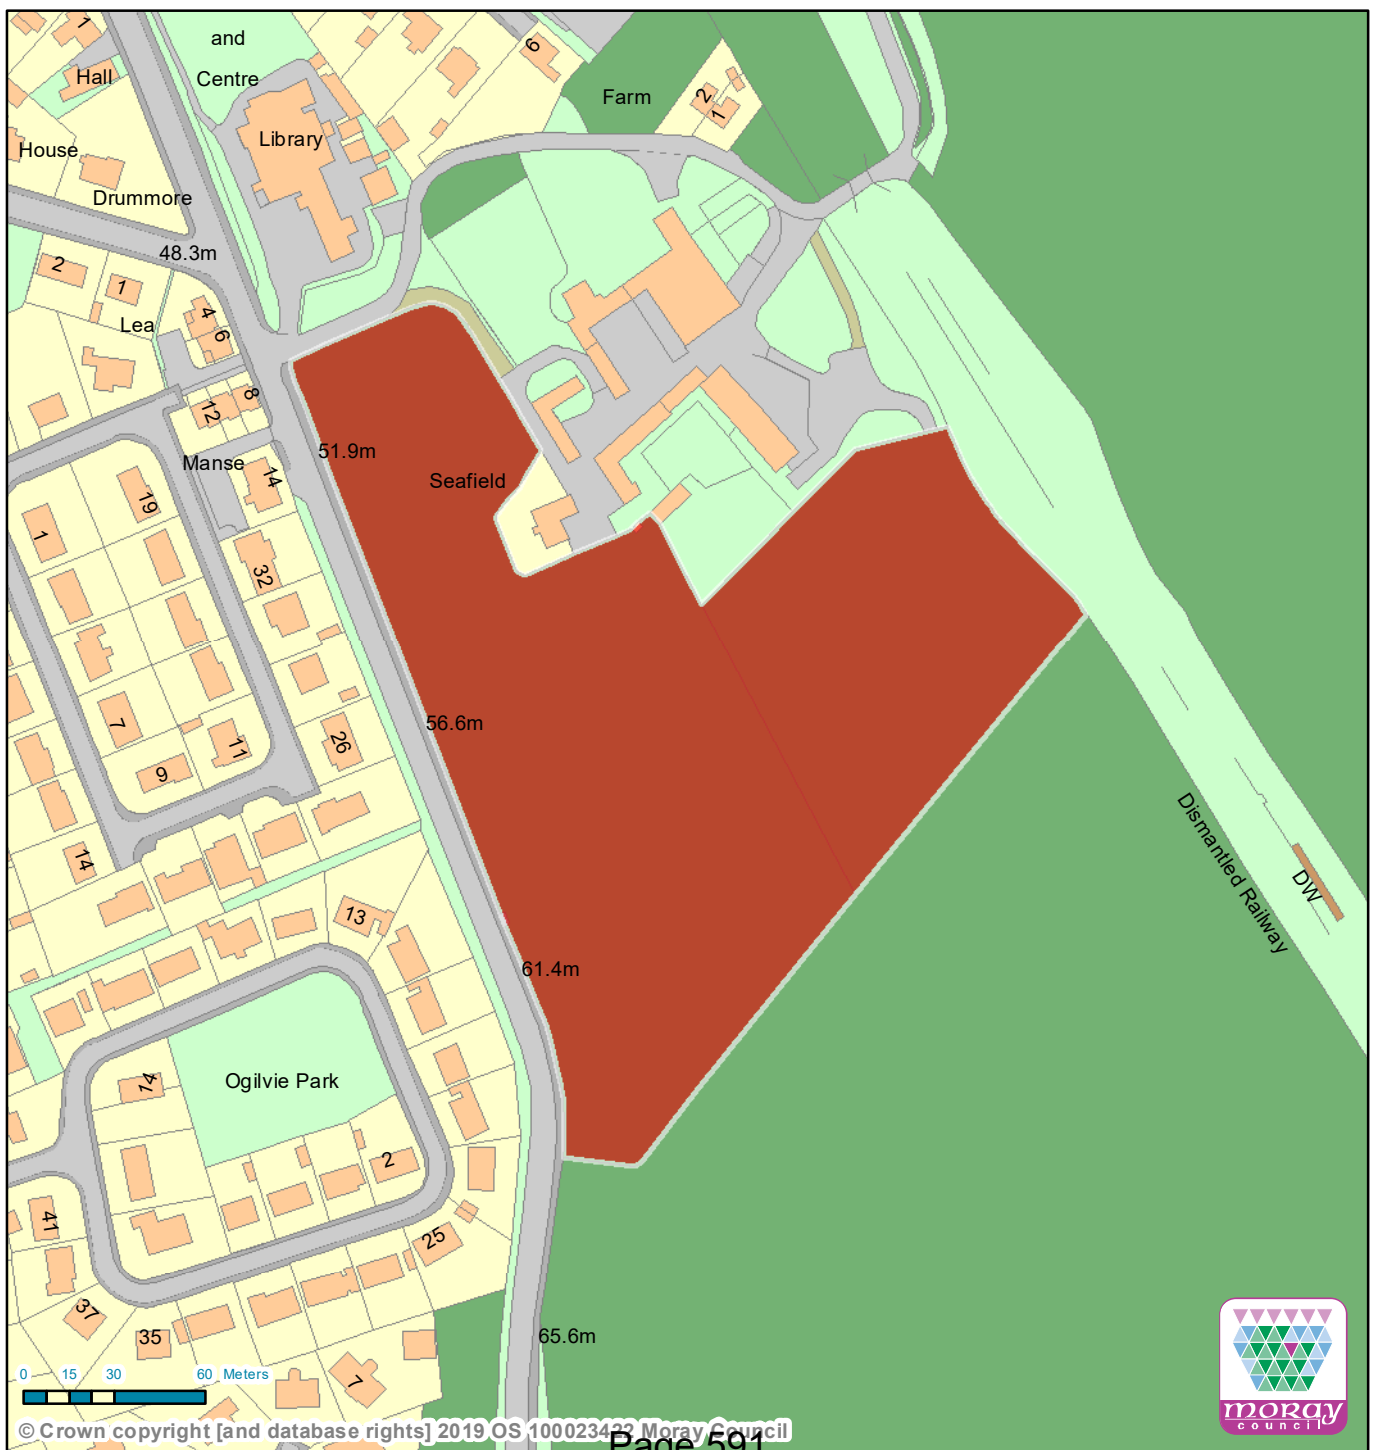 1
and
Centre
6
Hall
Farm
2
1
Library
House
Drummore
48.3m
2
1
4
Lea
6
8
12
51.9m
Manse
14
Seafield
19
1
32
7
56.6m
11
26
9
Dismantled Railway
14
DW
13
61.4m
14
Ogilvie Park
2
41
25
37
35
65.6m
7
0 15 30 60 Meters
moray
council
© Crown copyright [and database rights] 2019 OS 100023422 Moray Council
Page 591